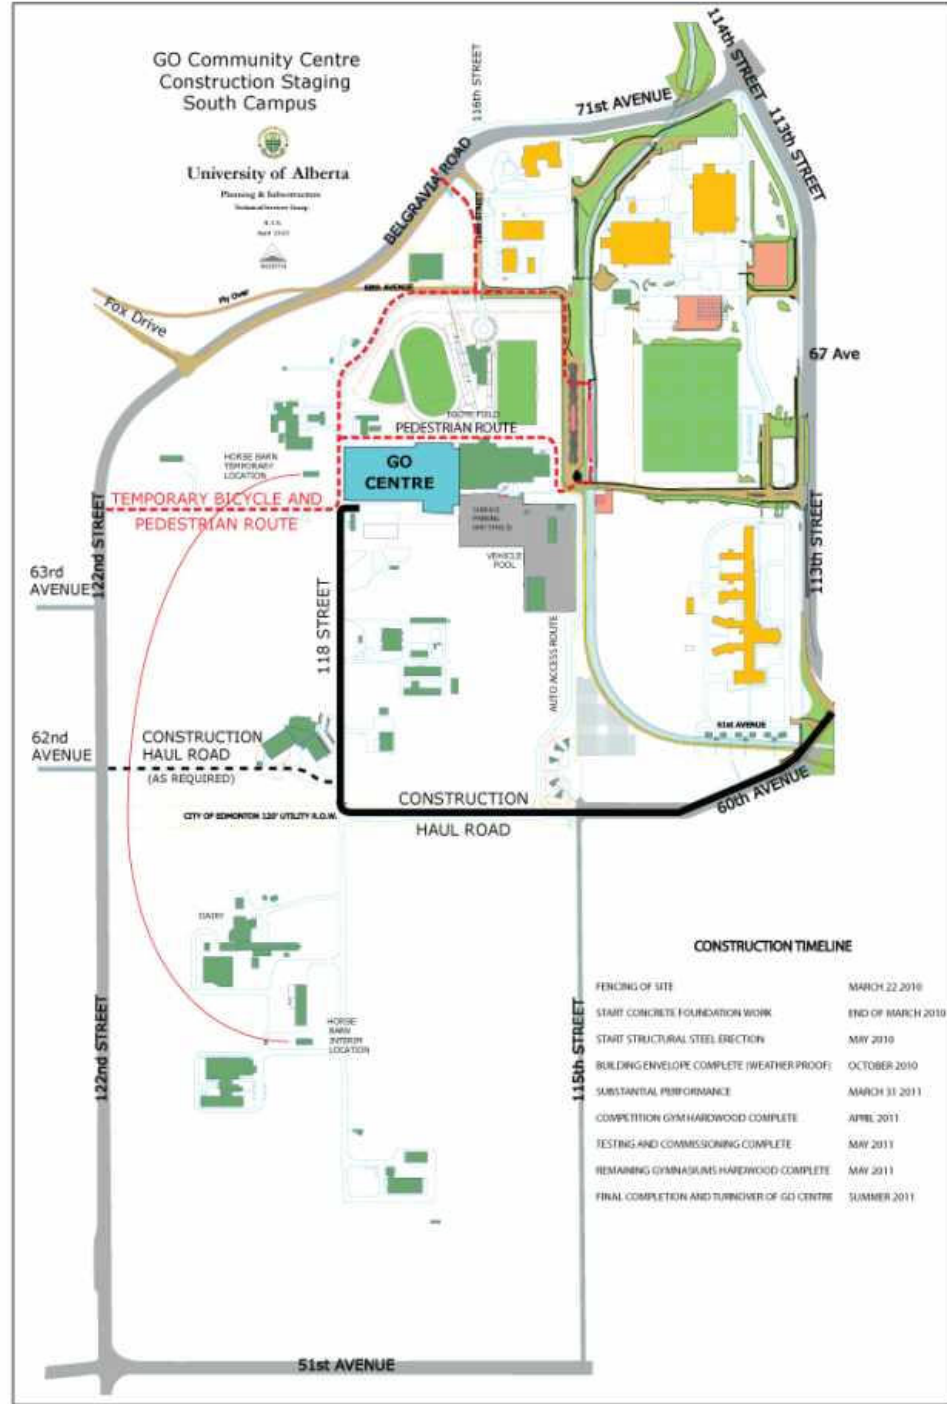 GO Community Centre
Construction Staging
South Campus
University of Alberta
Planning & Infrastructure
Technical Services Group
NORTH
116th STREET
114th STREET
71st AVENUE
113th STREET
BELGRAVIA ROAD
Fly Over
Fox Drive
67 Ave
FOOTE FIELD
PEDESTRIAN ROUTE
GO
CENTRE
HORSE BARN
TEMPORARY
LOCATION
TEMPORARY BICYCLE AND
PEDESTRIAN ROUTE
122nd STREET
VEHICLE
POOL
113th STREET
63rd
AVENUE
118 STREET
AUTO ACCESS ROUTE
62nd
AVENUE
CONSTRUCTION
HAUL ROAD
(AS REQUIRED)
61st AVENUE
60th AVENUE
CONSTRUCTION
HAUL ROAD
CITY OF EDMONTON 120' UTILITY R.O.W.
DAIRY
HORSE
BARN
INTERIM
LOCATION
122nd STREET
115th STREET
51st AVENUE
CONSTRUCTION TIMELINE
FENCING OF SITE MARCH 22 2010
START CONCRETE FOUNDATION WORK END OF MARCH 2010
START STRUCTURAL STEEL ERECTION MAY 2010
BUILDING ENVELOPE COMPLETE (WEATHER PROOF) OCTOBER 2010
SUBSTANTIAL PERFORMANCE MARCH 31 2011
COMPETITION GYM HARDWOOD COMPLETE APRIL 2011
TESTING AND COMMISSIONING COMPLETE MAY 2011
REMAINING GYMNASIUMS HARDWOOD COMPLETE MAY 2011
FINAL COMPLETION AND TURNOVER OF GO CENTRE SUMMER 2011